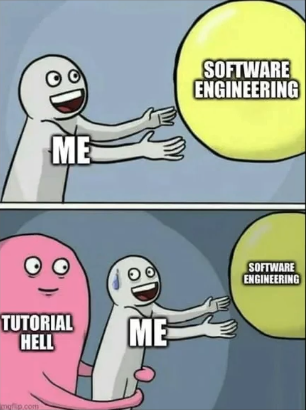 SOFTWARE
ENGINEERING
ME
SOFTWARE
ENGINEERING
TUTORIAL
HELL
ME
imgflip.com